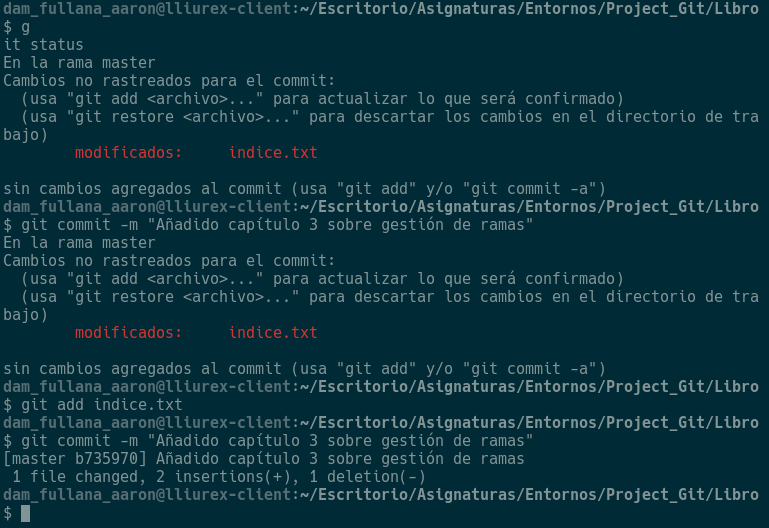 dam_fullana_aaron@lliurex-client:~/Escritorio/Asignaturas/Entornos/Project_Git/Libro
$ g
it status
En la rama master
Cambios no rastreados para el commit:
  (usa "git add <archivo>..." para actualizar lo que será confirmado)
  (usa "git restore <archivo>..." para descartar los cambios en el directorio de tra
bajo)
        modificados:     indice.txt

sin cambios agregados al commit (usa "git add" y/o "git commit -a")
dam_fullana_aaron@lliurex-client:~/Escritorio/Asignaturas/Entornos/Project_Git/Libro
$ git commit -m "Añadido capítulo 3 sobre gestión de ramas"
En la rama master
Cambios no rastreados para el commit:
  (usa "git add <archivo>..." para actualizar lo que será confirmado)
  (usa "git restore <archivo>..." para descartar los cambios en el directorio de tra
bajo)
        modificados:     indice.txt

sin cambios agregados al commit (usa "git add" y/o "git commit -a")
dam_fullana_aaron@lliurex-client:~/Escritorio/Asignaturas/Entornos/Project_Git/Libro
$ git add indice.txt
dam_fullana_aaron@lliurex-client:~/Escritorio/Asignaturas/Entornos/Project_Git/Libro
$ git commit -m "Añadido capítulo 3 sobre gestión de ramas"
[master b735970] Añadido capítulo 3 sobre gestión de ramas
 1 file changed, 2 insertions(+), 1 deletion(-)
dam_fullana_aaron@lliurex-client:~/Escritorio/Asignaturas/Entornos/Project_Git/Libro
$